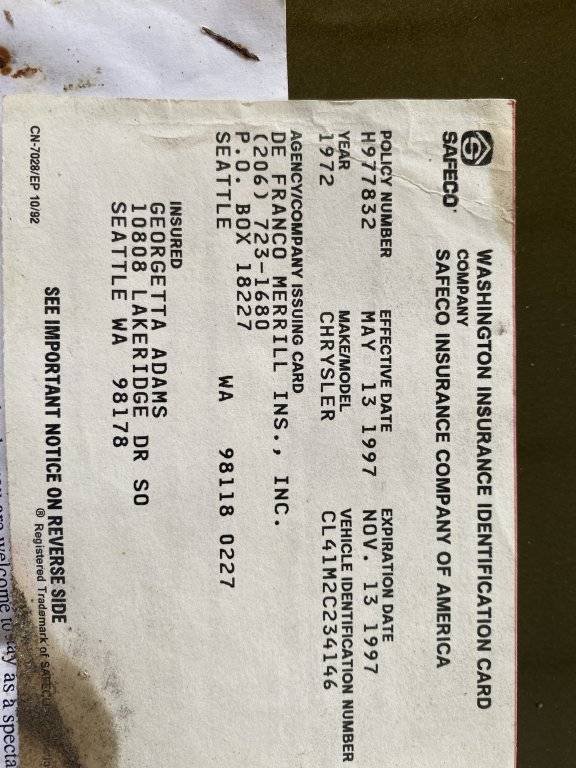 WASHINGTON INSURANCE IDENTIFICATION CARD
COMPANY
SAFECO SAFECO INSURANCE COMPANY OF AMERICA
POLICY NUMBER EFFECTIVE DATE EXPIRATION DATE
H977832 MAY 13 1997 NOV. 13 1997
YEAR MAKE/MODEL VEHICLE IDENTIFICATION NUMBER
1972 CHRYSLER CL41M2C234146
AGENCY/COMPANY ISSUING CARD
DE FRANCO MERRILL INS., INC.
(206) 723-1680
P.O. BOX 18227
SEATTLE WA 98118 0227
INSURED
GEORGETTA ADAMS
10808 LAKERIDGE DR SO
SEATTLE WA 98178
SEE IMPORTANT NOTICE ON REVERSE SIDE
CN-7028/EP 10/92 ® Registered Trademark of
are welcome to as a